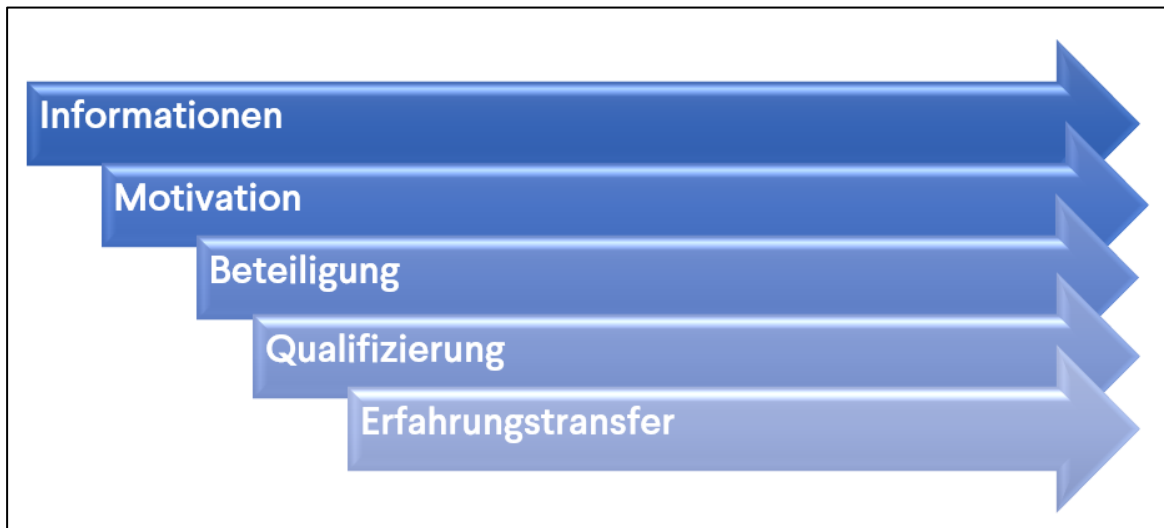 Informationen
Motivation
Beteiligung
Qualifizierung
Erfahrungstransfer